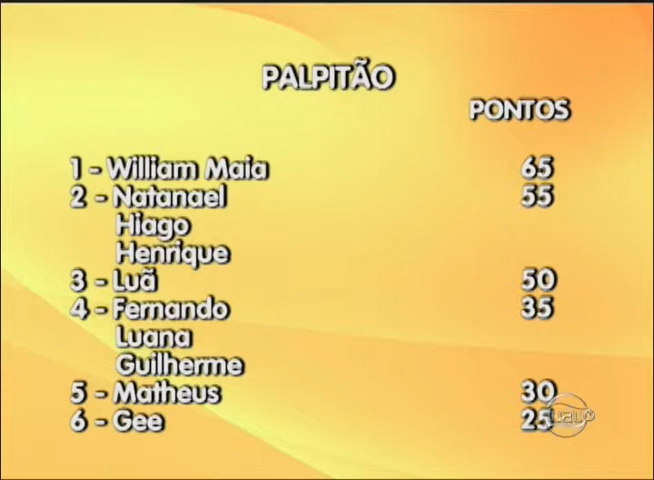 PALPITÃO
PONTOS
1 - William Maia 65
2 - Natanael 55
Hiago
Henrique
3 - Luã 50
4 - Fernando 35
Luana
Guilherme
5 - Matheus 30
6 - Gee 25